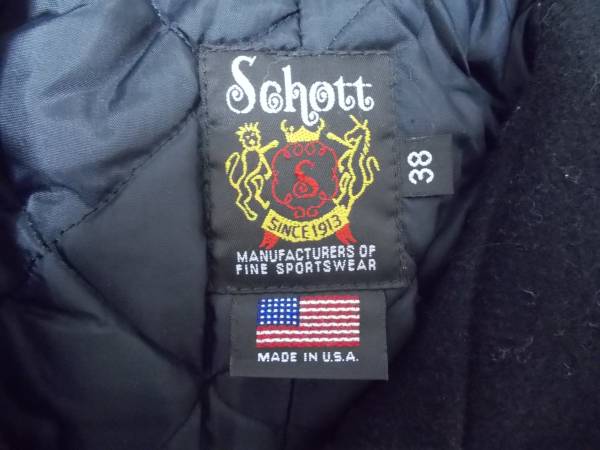 Schott
38
S
SINCE 1913
MANUFACTURERS OF
FINE SPORTSWEAR
MADE IN U.S.A.